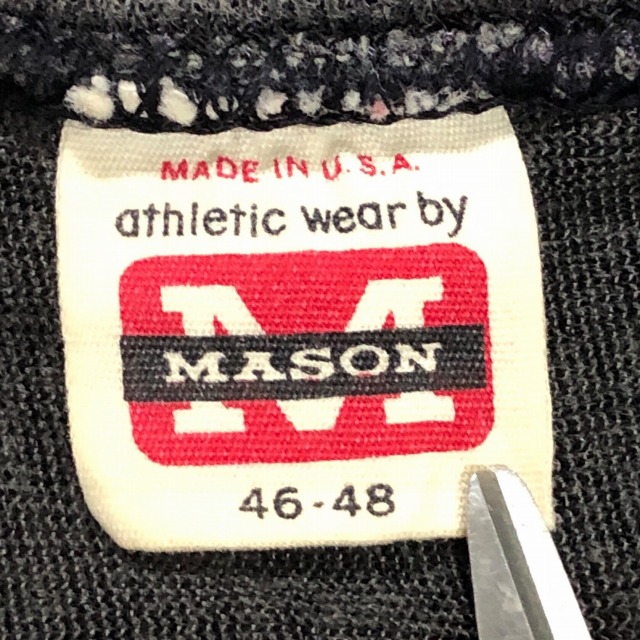 MADE IN U.S.A.
athletic wear by
M
MASON
46-48